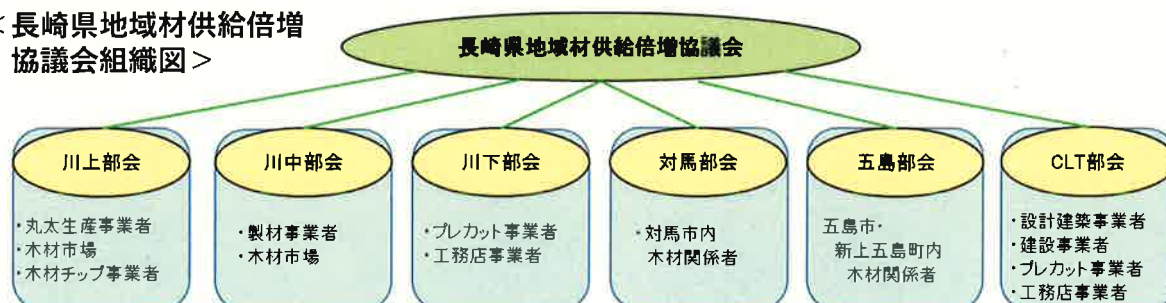 ＜長崎県地域材供給倍増
協議会組織図＞
長崎県地域材供給倍増協議会
川上部会
・丸太生産事業者
・木材市場
・木材チップ事業者
川中部会
・製材事業者
・木材市場
川下部会
・プレカット事業者
・工務店事業者
対馬部会
・対馬市内
木材関係者
五島部会
五島市・
新上五島町内
木材関係者
CLT部会
・設計建築事業者
・建設事業者
・プレカット事業者
・工務店事業者